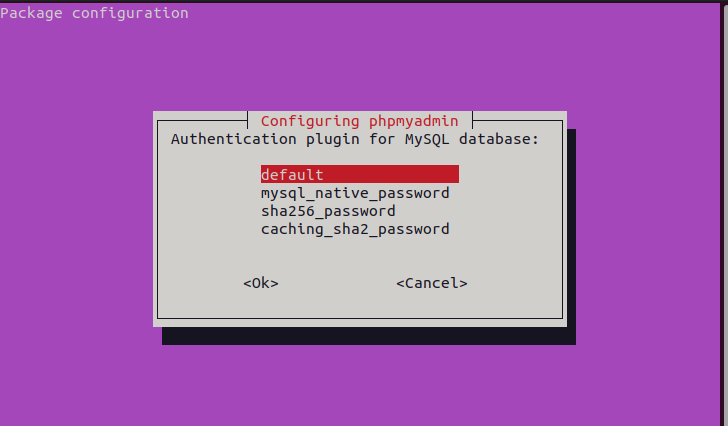 Package configuration
Configuring phpmyadmin
Authentication plugin for MySQL database:
default
mysql_native_password
sha256_password
caching_sha2_password
<Ok> <Cancel>